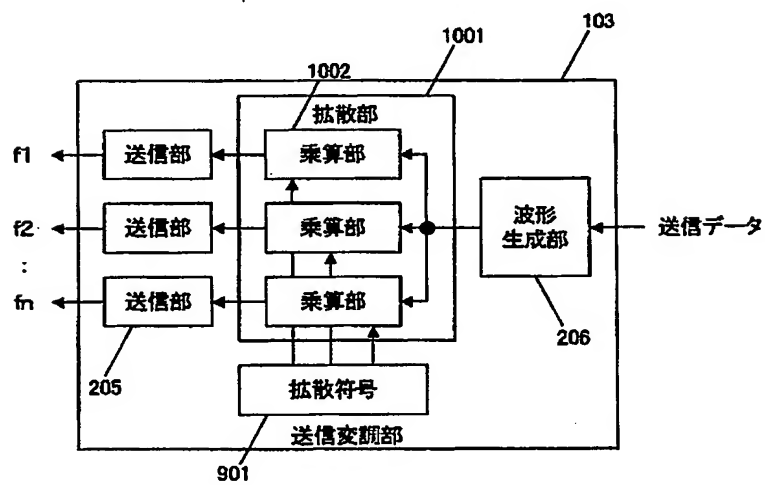 103
1001
1002
拡散部
f1
送信部
乗算部
f2
送信部
乗算部
波形
生成部
送信データ
:
fn
送信部
乗算部
206
205
拡散符号
送信変調部
901